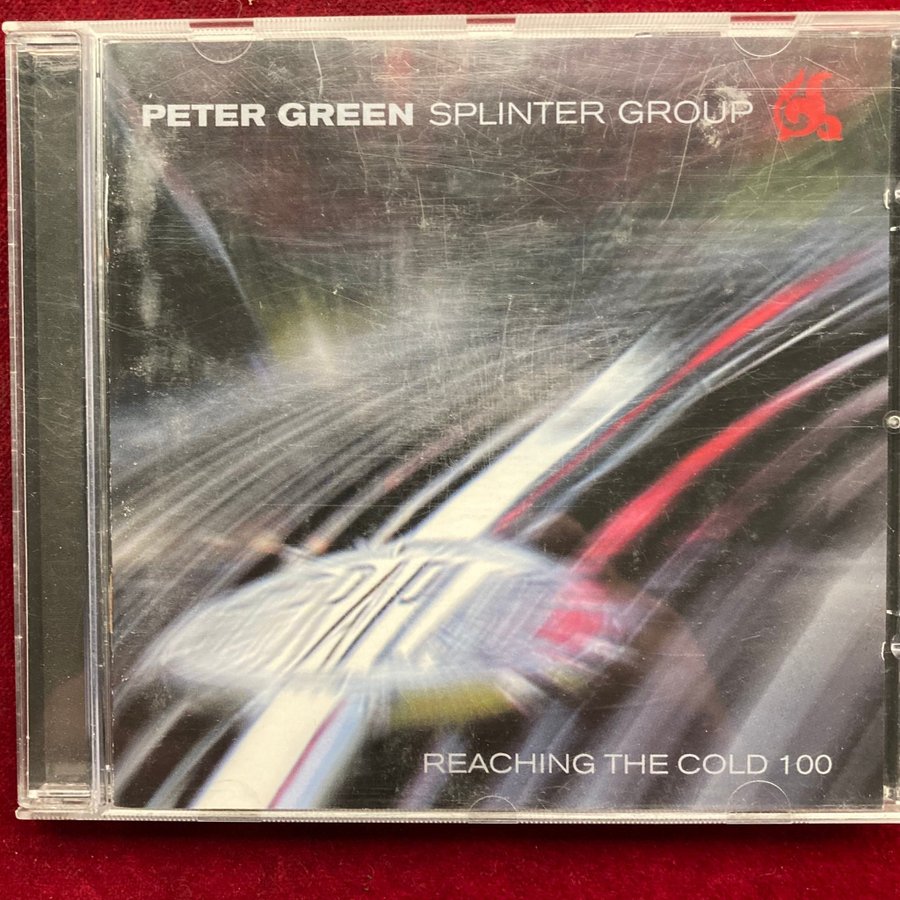 PETER GREEN SPLINTER GROUP
REACHING THE COLD 100